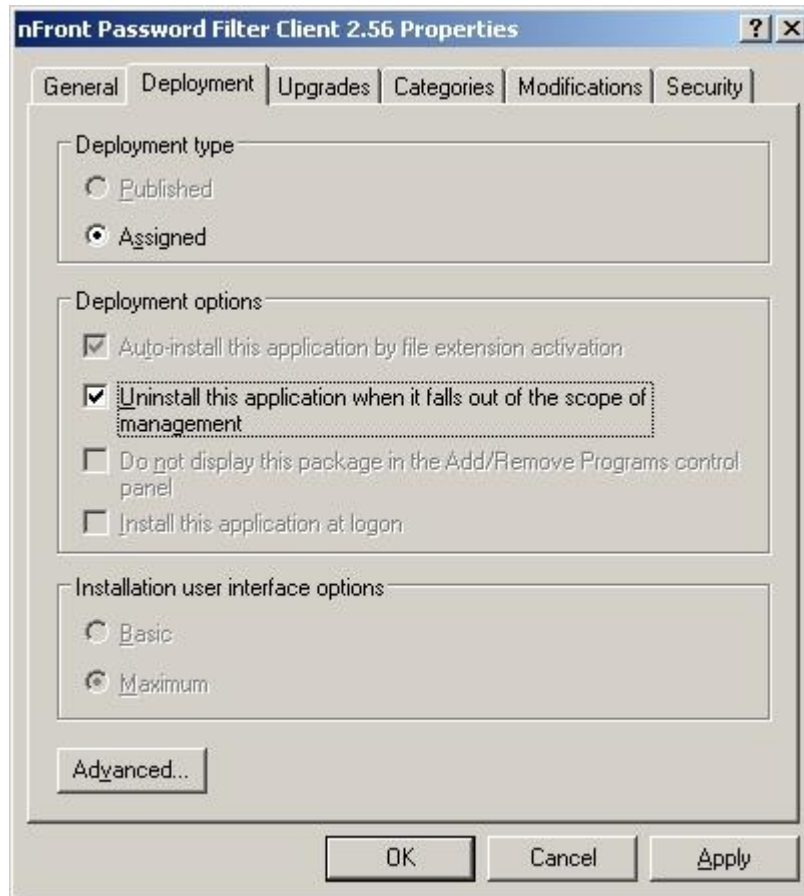 nFront Password Filter Client 2.56 Properties
General Deployment Upgrades Categories Modifications Security
Deployment type
Published
Assigned
Deployment options
Auto-install this application by file extension activation
Uninstall this application when it falls out of the scope of
management
Do not display this package in the Add/Remove Programs control
panel
Install this application at logon
Installation user interface options
Basic
Maximum
Advanced...
OK Cancel Apply